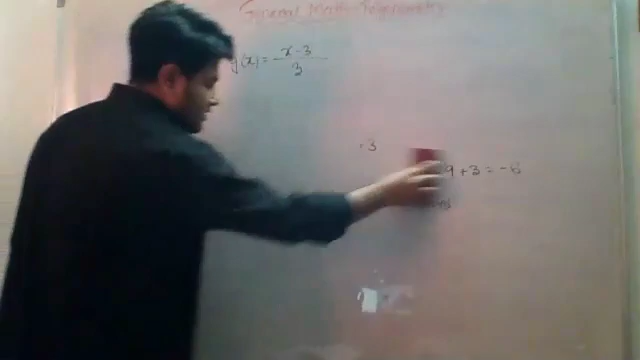 General Math Trigonometry
g(x) = x - 3
3
+3
9 + 3 = -6